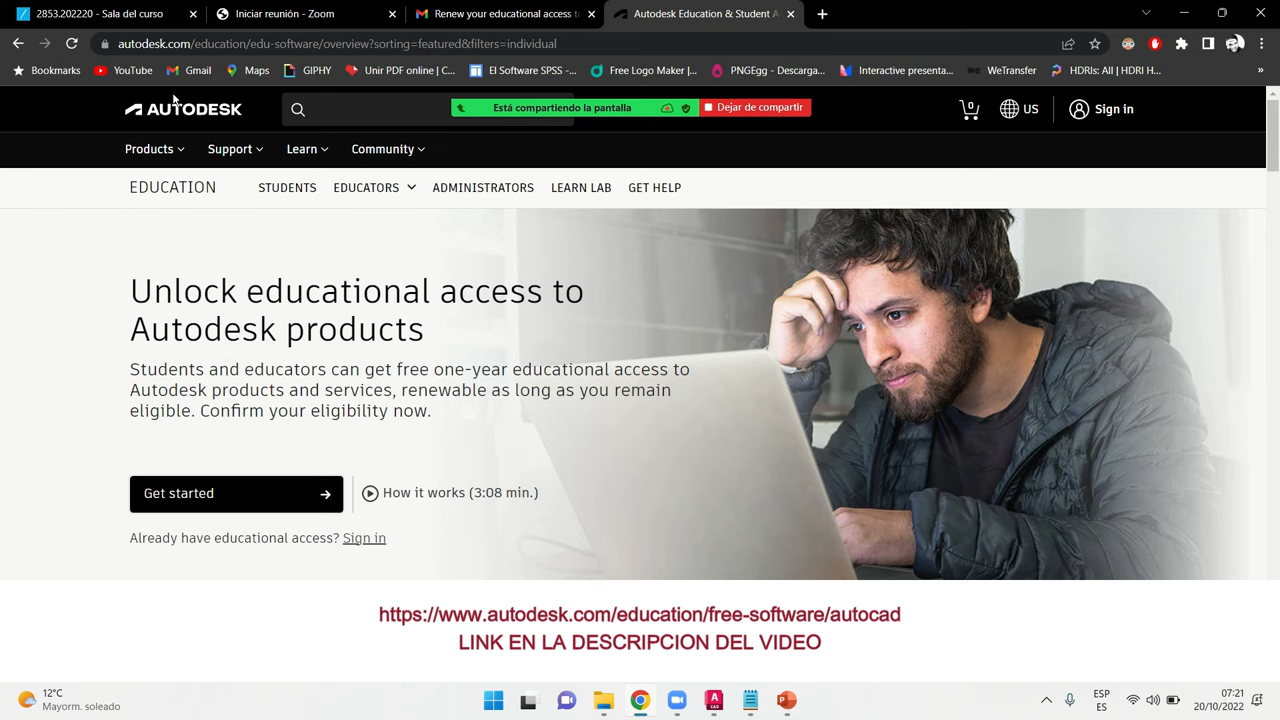 2853.202220 - Sala del curso
Iniciar reunión - Zoom
Renew your educational access to
Autodesk Education & Student A
autodesk.com/education/edu-software/overview?sorting=featured&filters=individual
Bookmarks
YouTube
Gmail
Maps
GIPHY
Unir PDF online | C...
El Software SPSS -...
Free Logo Maker |...
PNGEgg - Descarga...
Interactive presenta...
WeTransfer
HDRIs: All | HDRI H...
AUTODESK
Está compartiendo la pantalla
Dejar de compartir
0
US
Sign in
Products
Support
Learn
Community
EDUCATION
STUDENTS
EDUCATORS
ADMINISTRATORS
LEARN LAB
GET HELP
Unlock educational access to
Autodesk products
Students and educators can get free one-year educational access to
Autodesk products and services, renewable as long as you remain
eligible. Confirm your eligibility now.
Get started
How it works (3:08 min.)
Already have educational access? Sign in
https://www.autodesk.com/education/free-software/autocad
LINK EN LA DESCRIPCION DEL VIDEO
12°C
Mayorm. soleado
ESP
ES
07:21
20/10/2022